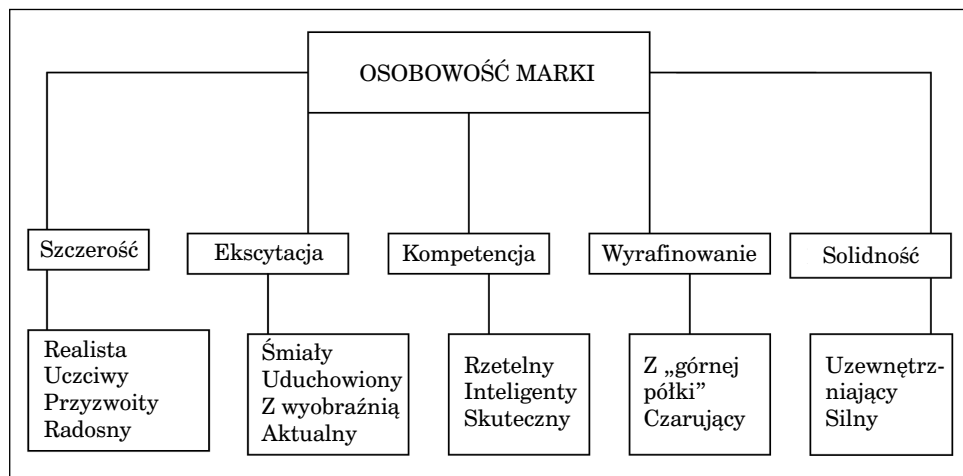 OSOBOWOŚĆ MARKI
Szczerość
Ekscytacja
Kompetencja
Wyrafinowanie
Solidność
Realista
Uczciwy
Przyzwoity
Radosny
Śmiały
Uduchowiony
Z wyobraźnią
Aktualny
Rzetelny
Inteligenty
Skuteczny
Z „górnej
półki”
Czarujący
Uzewnętrz-
niający
Silny